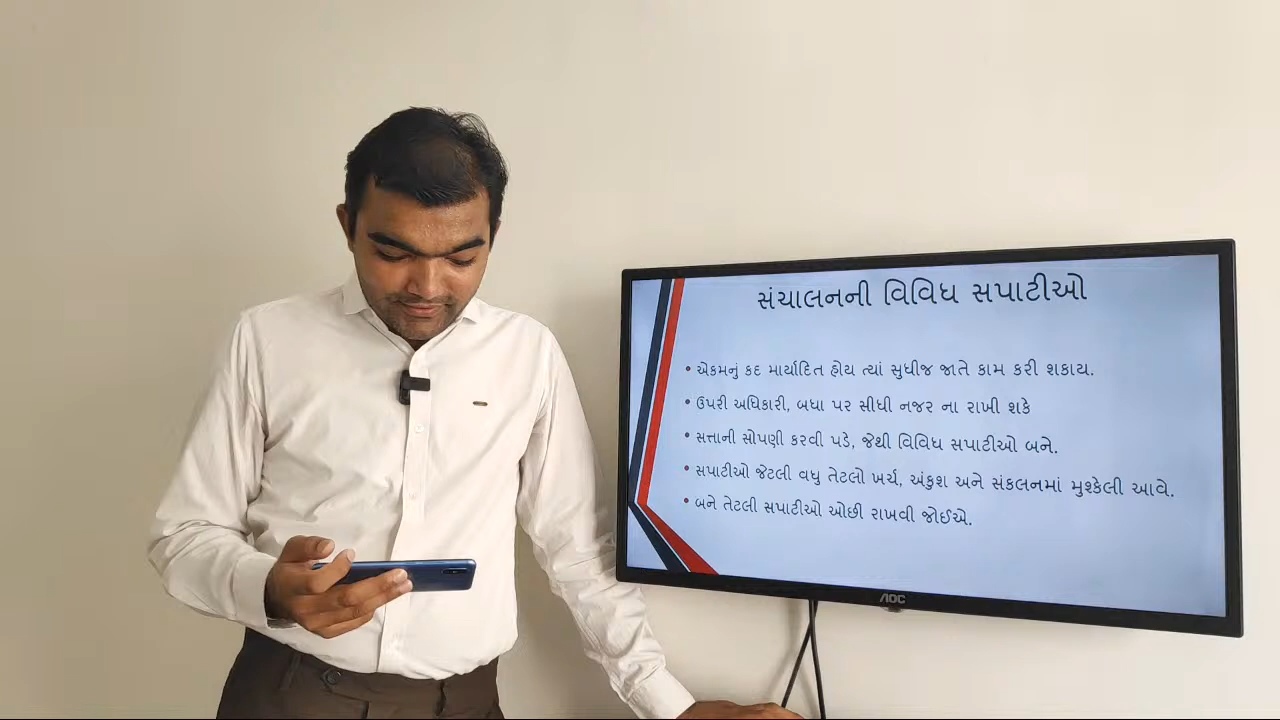 સંચાલનની વિવિધ સપાટીઓ
• એકમનું કદ માર્યાદિત હોય ત્યાં સુધીજ જાતે કામ કરી શકાય.
• ઉપરી અધિકારી, બધા પર સીધી નજર ના રાખી શકે
• સત્તાની સોપણી કરવી પડે, જેથી વિવિધ સપાટીઓ બને.
• સપાટીઓ જેટલી વધુ તેટલો ખર્ચ, અંકુશ અને સંકલનમાં મુશ્કેલી આવે.
• બને તેટલી સપાટીઓ ઓછી રાખવી જોઈએ.
AOC